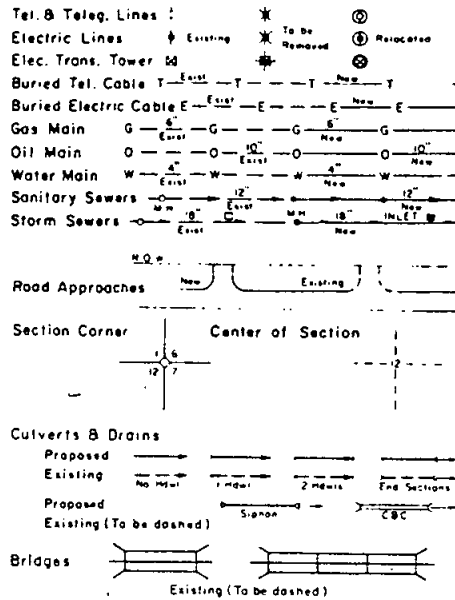 Tel. & Teleg. Lines
Electric Lines Existing To be Removed Relocated
Elec. Trans. Tower
Buried Tel. Cable T Exist T T New T
Buried Electric Cable E Exist E E New E
Gas Main G 6" Exist G G 6" New G
Oil Main O O 10" Exist O O 10" New
Water Main W 4" Exist W W 4" New W
Sanitary Sewers M.H 12" Exist M.H 12" New
Storm Sewers 18" Exist 18" New INLET
R.O.W
Road Approaches New Existing
Section Corner Center of Section
1 6
12 7 12
Culverts & Drains
Proposed
Existing No Hdwl 1 Hdwl 2 Hdwls End Sections
Proposed Siphon CBC
Existing (To be dashed)
Bridges
Existing (To be dashed)